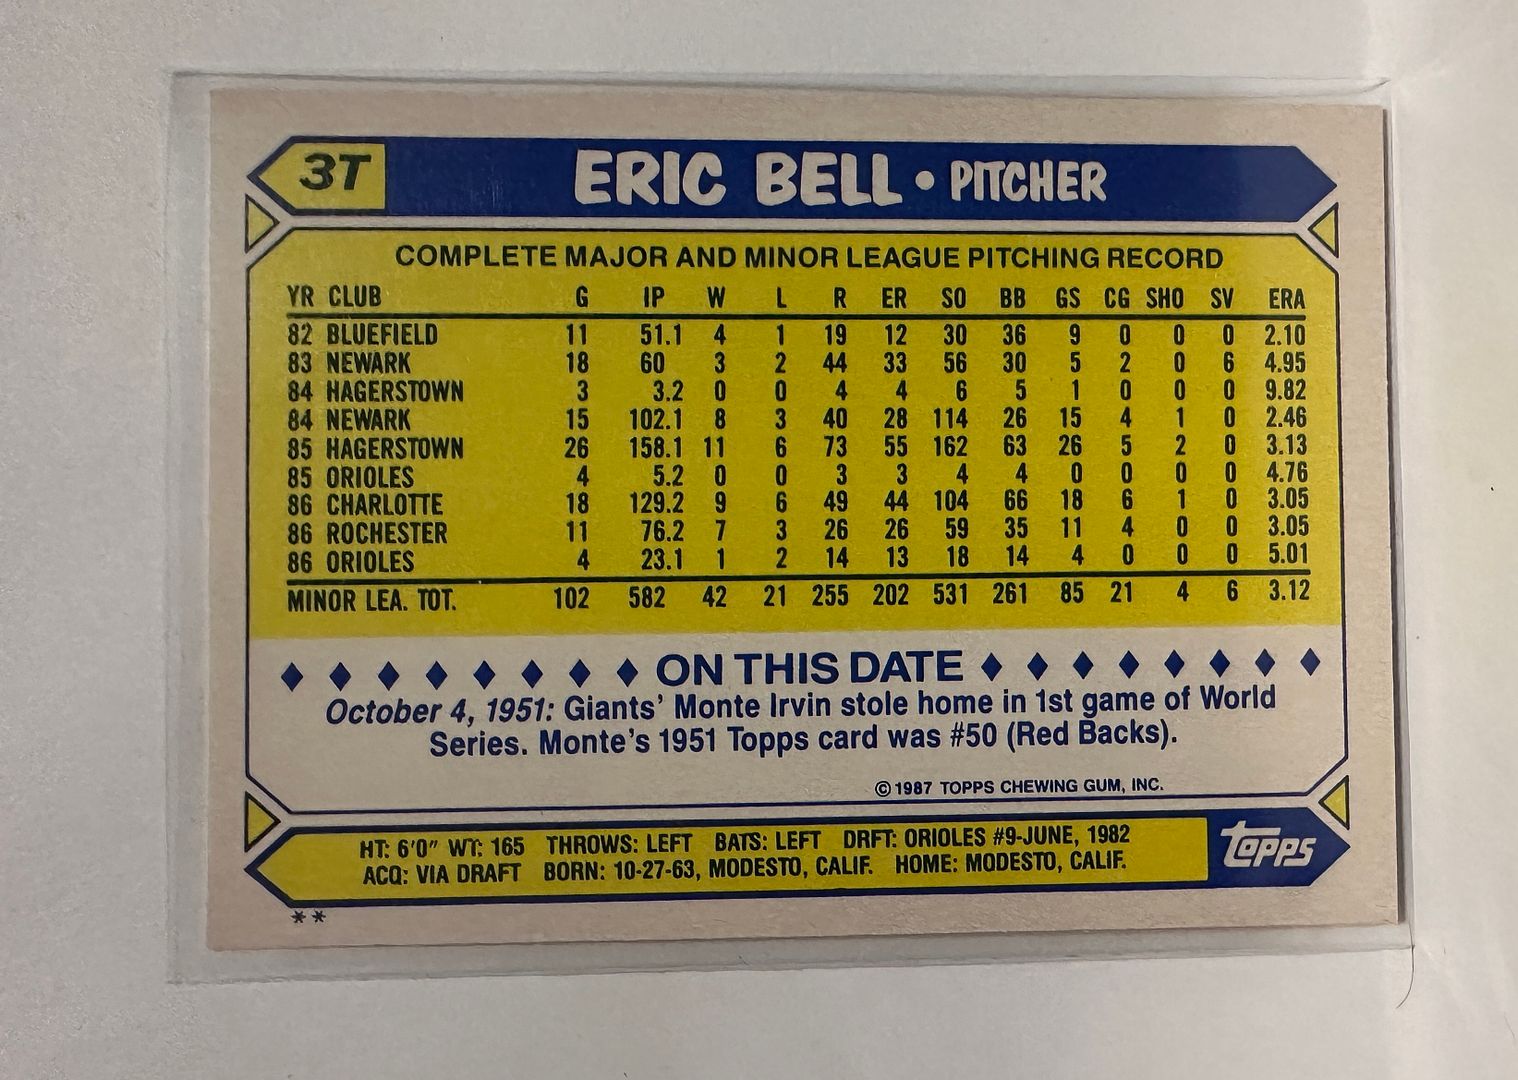 3T ERIC BELL • PITCHER
COMPLETE MAJOR AND MINOR LEAGUE PITCHING RECORD
YR CLUB G IP W L R ER SO BB GS CG SHO SV ERA
82 BLUEFIELD 11 51.1 4 1 19 12 30 36 9 0 0 0 2.10
83 NEWARK 18 60 3 2 44 33 56 30 5 2 0 6 4.95
84 HAGERSTOWN 3 3.2 0 0 4 4 6 5 1 0 0 0 9.82
84 NEWARK 15 102.1 8 3 40 28 114 26 15 4 1 0 2.46
85 HAGERSTOWN 26 158.1 11 6 73 55 162 63 26 5 2 0 3.13
85 ORIOLES 4 5.2 0 0 3 3 4 4 0 0 0 0 4.76
86 CHARLOTTE 18 129.2 9 6 49 44 104 66 18 6 1 0 3.05
86 ROCHESTER 11 76.2 7 3 26 26 59 35 11 4 0 0 3.05
86 ORIOLES 4 23.1 1 2 14 13 18 14 4 0 0 0 5.01
MINOR LEA. TOT. 102 582 42 21 255 202 531 261 85 21 4 6 3.12
ON THIS DATE
October 4, 1951: Giants' Monte Irvin stole home in 1st game of World
Series. Monte's 1951 Topps card was #50 (Red Backs).
© 1987 TOPPS CHEWING GUM, INC.
HT: 6'0" WT: 165 THROWS: LEFT BATS: LEFT DRFT: ORIOLES #9-JUNE, 1982
ACQ: VIA DRAFT BORN: 10-27-63, MODESTO, CALIF. HOME: MODESTO, CALIF.
topps
**